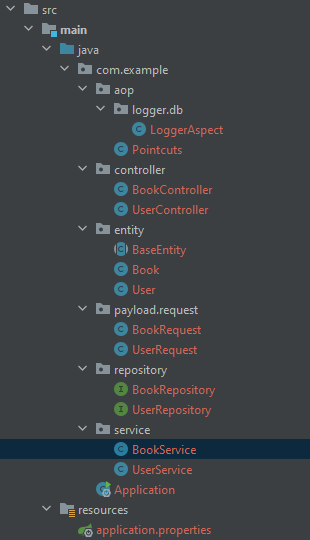 src
main
java
com.example
aop
logger.db
LoggerAspect
Pointcuts
controller
BookController
UserController
entity
BaseEntity
Book
User
payload.request
BookRequest
UserRequest
repository
BookRepository
UserRepository
service
BookService
UserService
Application
resources
application.properties